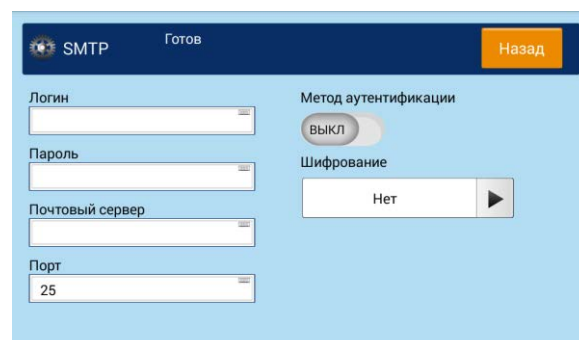 SMTP
Готов
Назад
Логин
Пароль
Почтовый сервер
Порт
25
Метод аутентификации
ВЫКЛ
Шифрование
Нет